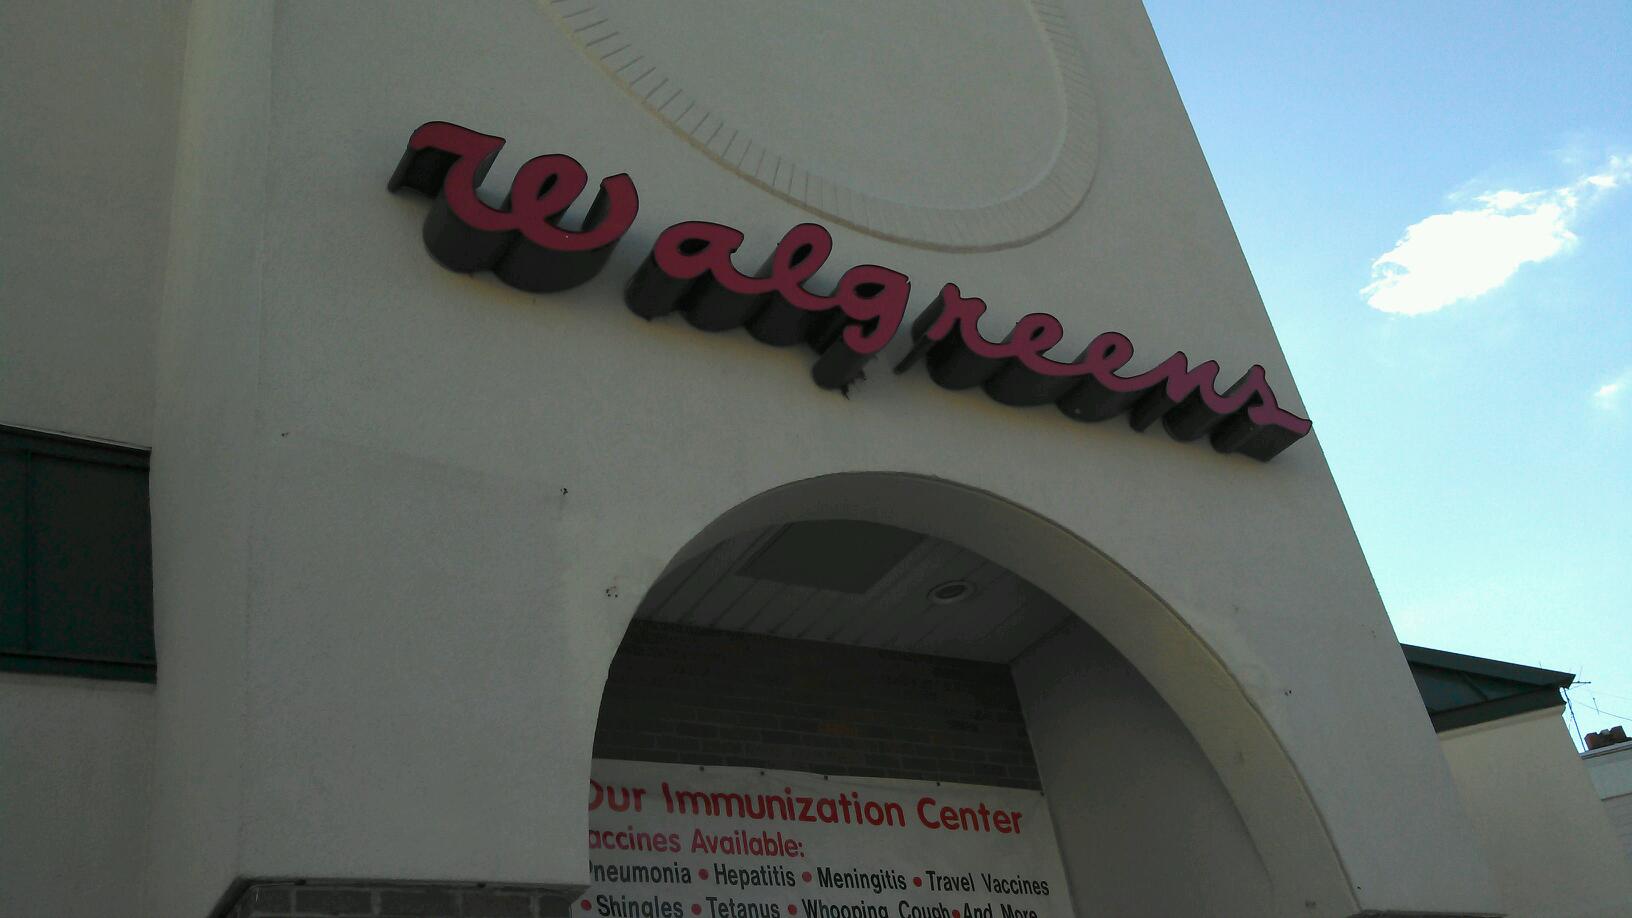 Walgreens
Our Immunization Center
accines Available:
Pneumonia • Hepatitis • Meningitis • Travel Vaccines
• Shingles • Tetanus • Whooping Cough • And More